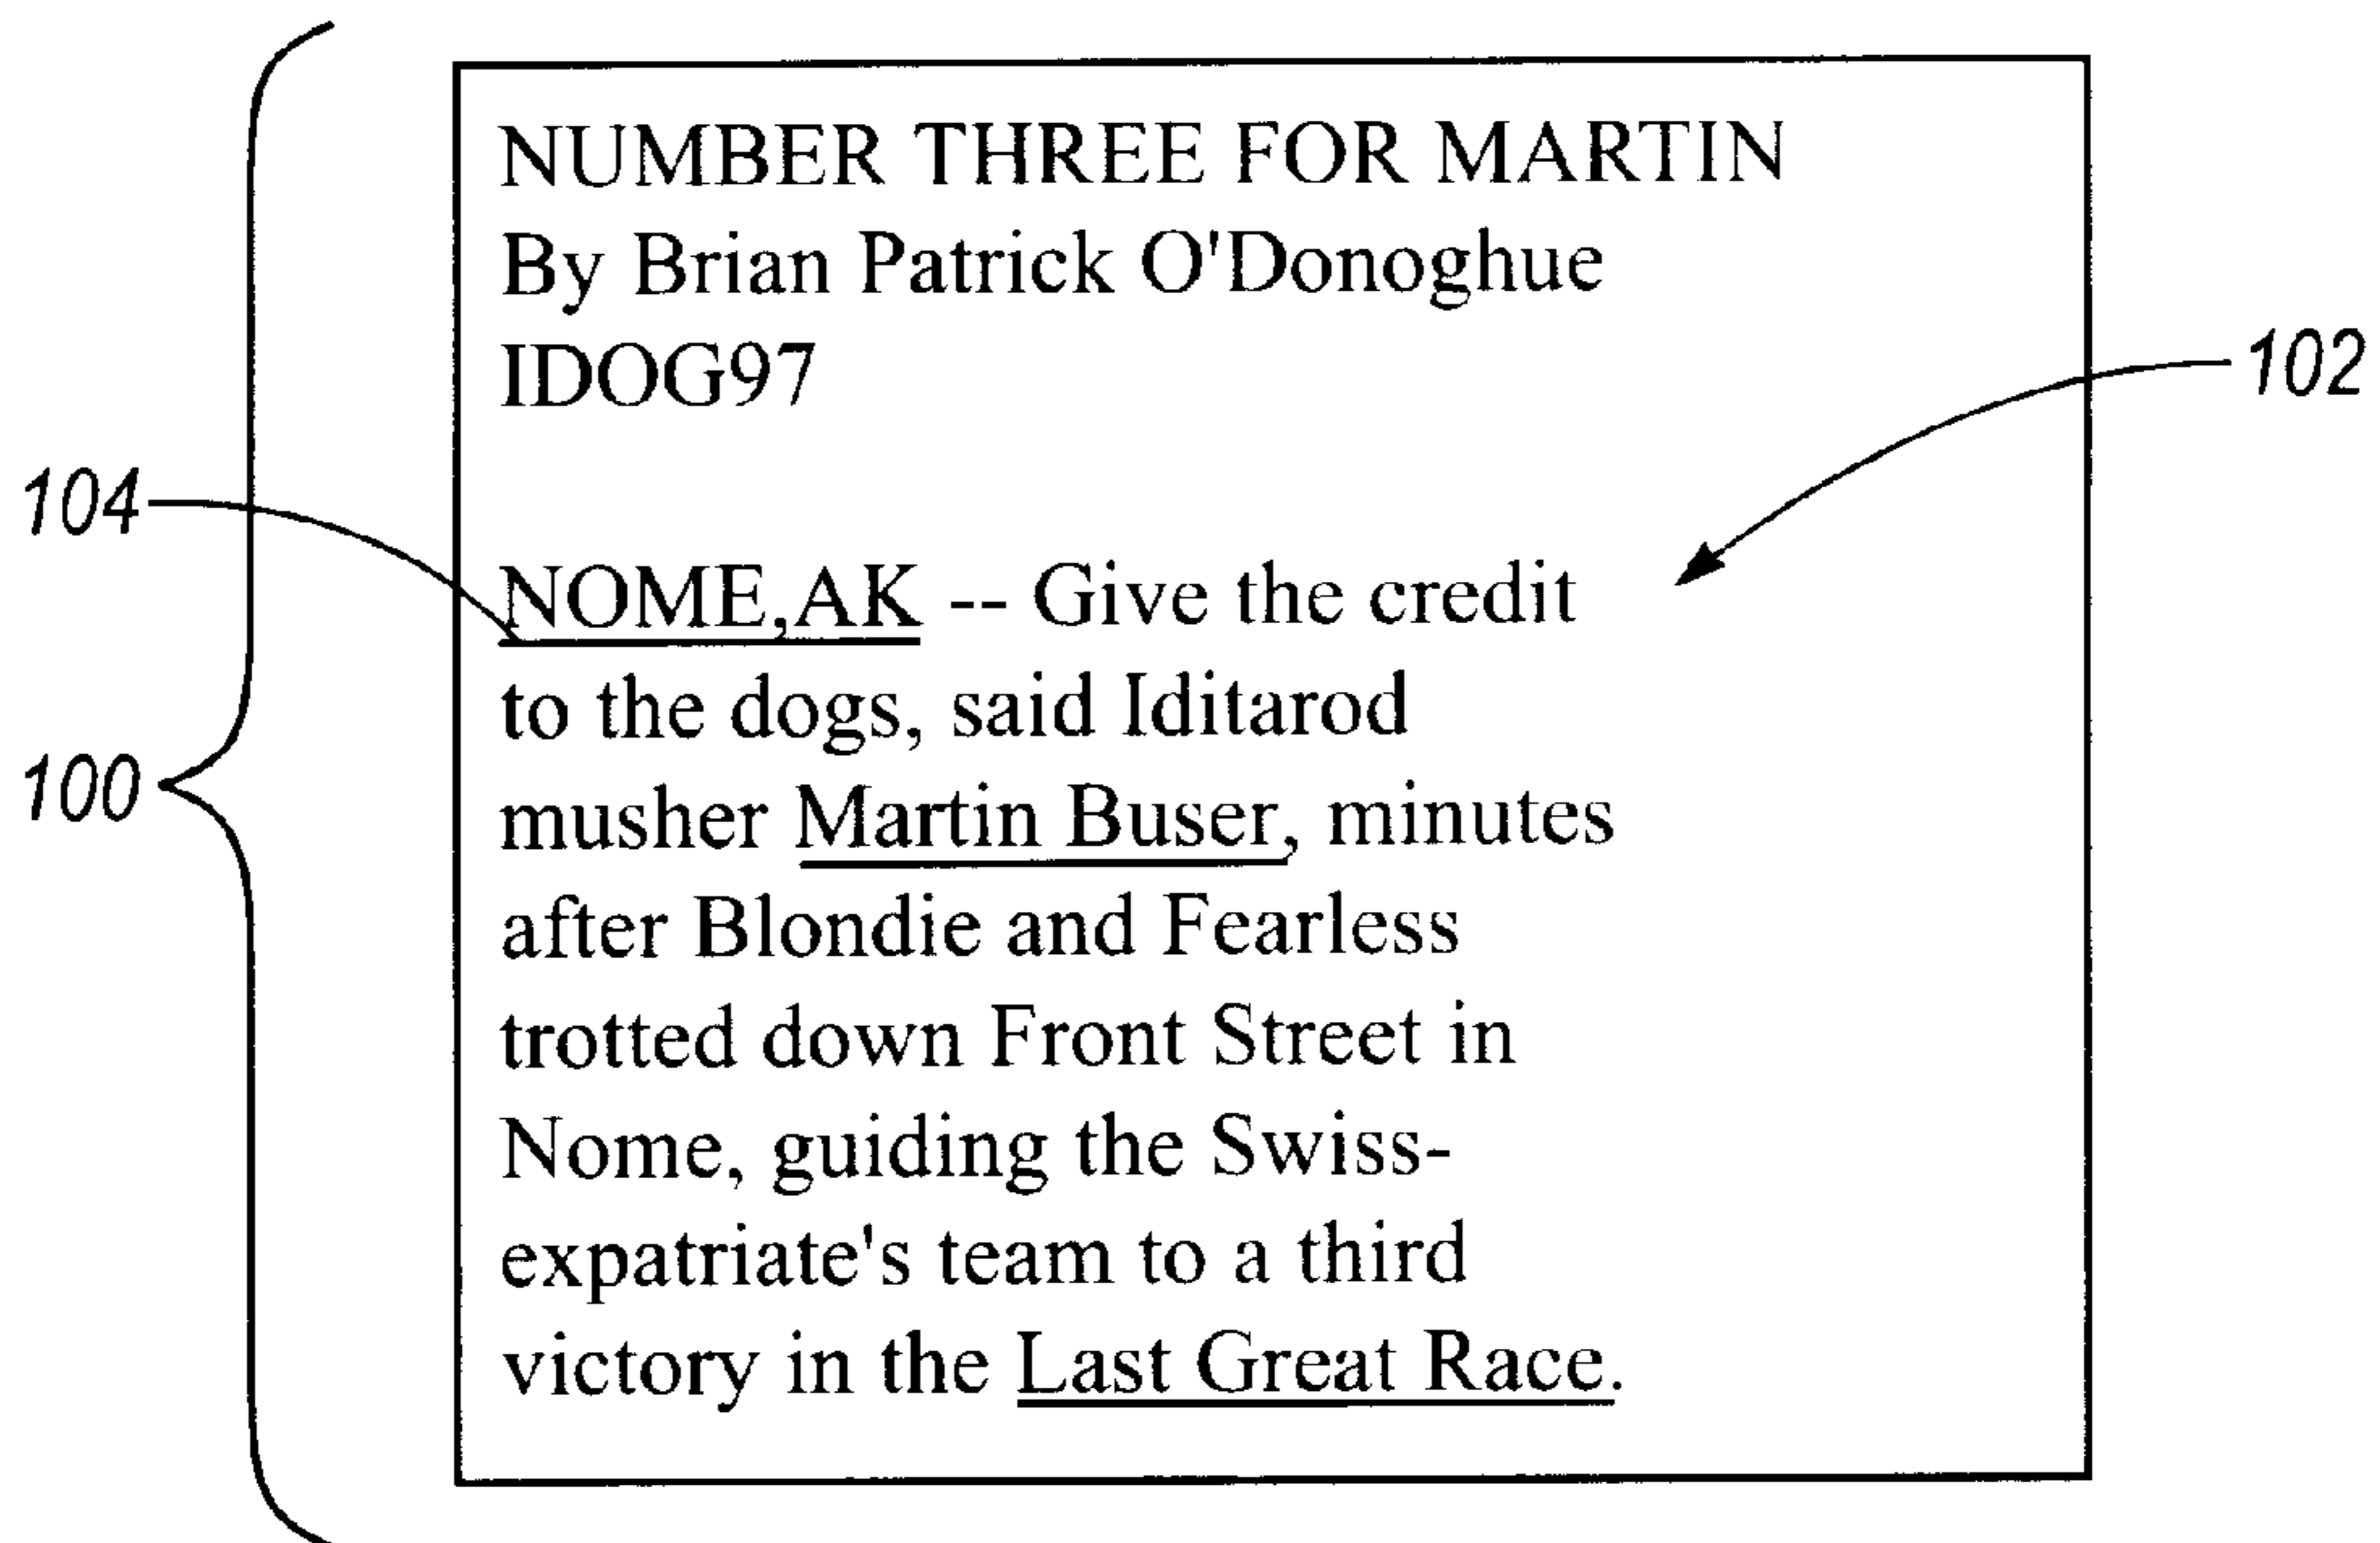 NUMBER THREE FOR MARTIN
By Brian Patrick O'Donoghue
IDOG97
102
104
NOME,AK -- Give the credit
to the dogs, said Iditarod
musher Martin Buser, minutes
100
after Blondie and Fearless
trotted down Front Street in
Nome, guiding the Swiss-
expatriate's team to a third
victory in the Last Great Race.